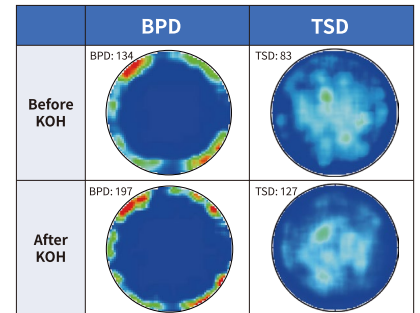 BPD
TSD
Before
KOH
BPD: 134
TSD: 83
After
KOH
BPD: 197
TSD: 127